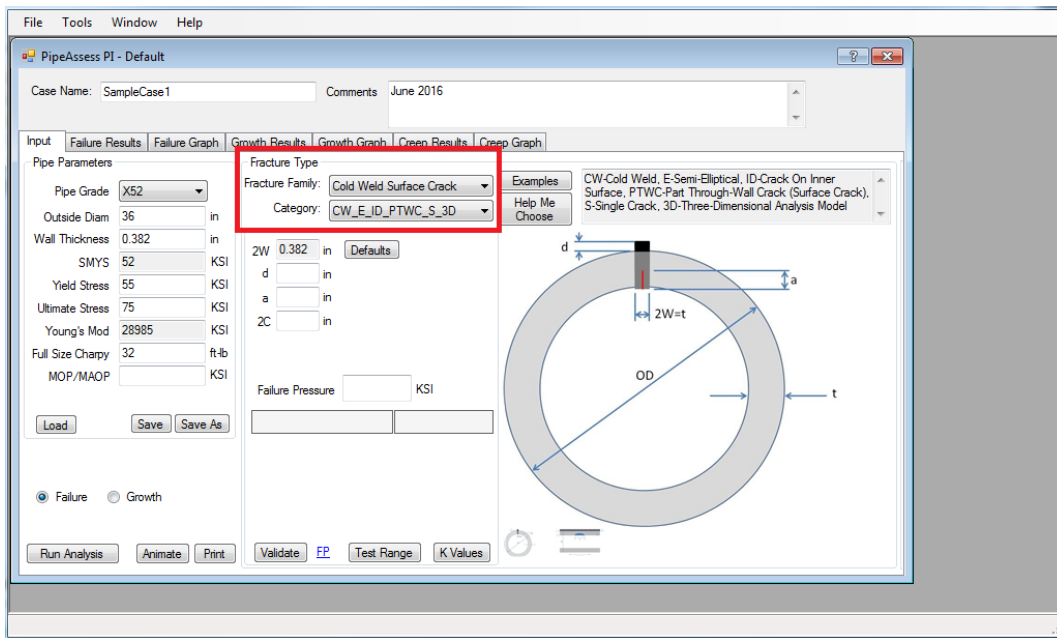 File Tools Window Help
PipeAssess PI - Default
Case Name: SampleCase1 Comments June 2016
Input Failure Results Failure Graph Growth Results Growth Graph Creep Results Creep Graph
Pipe Parameters
Pipe Grade X52
Outside Diam 36 in
Wall Thickness 0.382 in
SMYS 52 KSI
Yield Stress 55 KSI
Ultimate Stress 75 KSI
Young's Mod 28985 KSI
Full Size Charpy 32 ft-lb
MOP/MAOP KSI
Load Save Save As
Failure Growth
Run Analysis Animate Print
Fracture Type
Fracture Family: Cold Weld Surface Crack
Category: CW_E_ID_PTWC_S_3D
2W 0.382 in Defaults
d in
a in
2C in
Failure Pressure KSI
Validate FP Test Range K Values
Examples
Help Me
Choose
CW-Cold Weld, E-Semi-Elliptical, ID-Crack On Inner
Surface, PTWC-Part Through-Wall Crack (Surface Crack),
S-Single Crack, 3D-Three-Dimensional Analysis Model
d
a
2W=t
OD
t